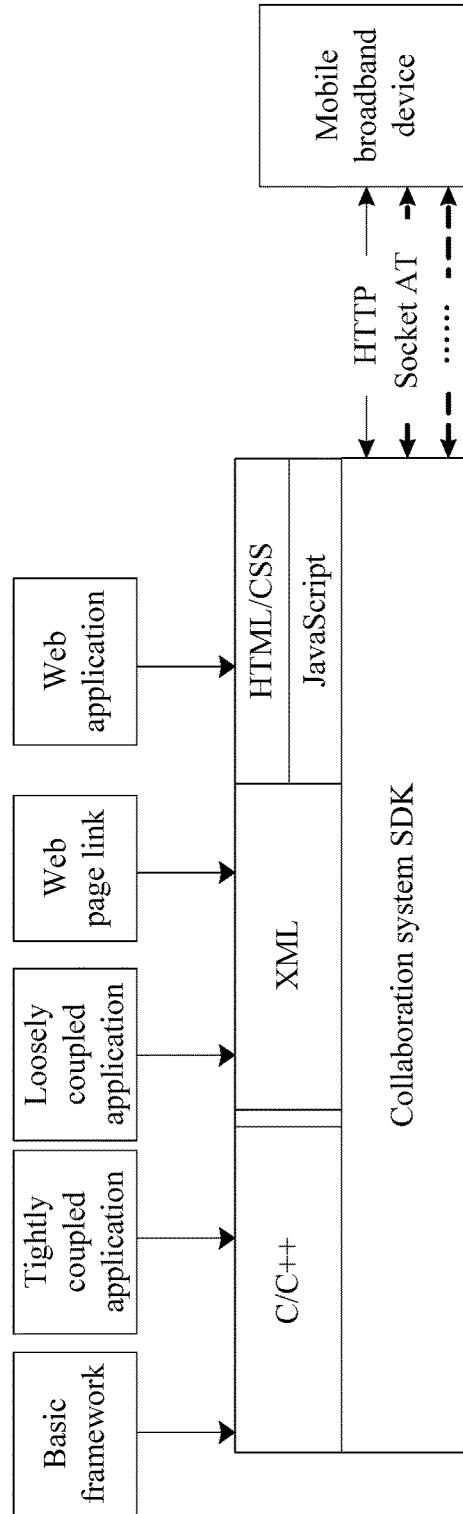 Basic
framework
Tightly
coupled
application
Loosely
coupled
application
Web
page link
Web
application
C/C++
XML
HTML/CSS
JavaScript
Collaboration system SDK
HTTP
Socket AT
......
Mobile
broadband
device